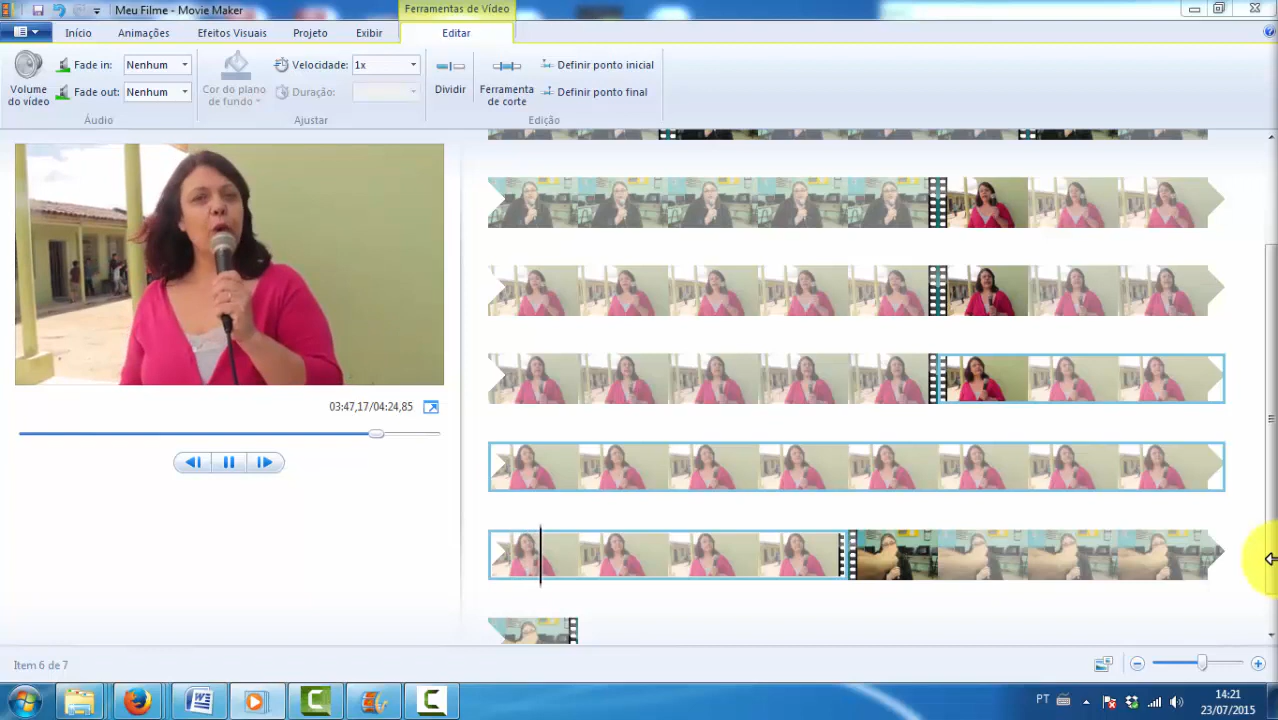 Meu Filme - Movie Maker
Ferramentas de Vídeo
Início
Animações
Efeitos Visuais
Projeto
Exibir
Editar
Volume
do vídeo
Fade in: Nenhum
Fade out: Nenhum
Áudio
Cor do plano
de fundo
Velocidade: 1x
Duração:
Ajustar
Dividir
Ferramenta
de corte
Definir ponto inicial
Definir ponto final
Edição
03:47,17/04:24,85
Item 6 de 7
PT
14:21
23/07/2015